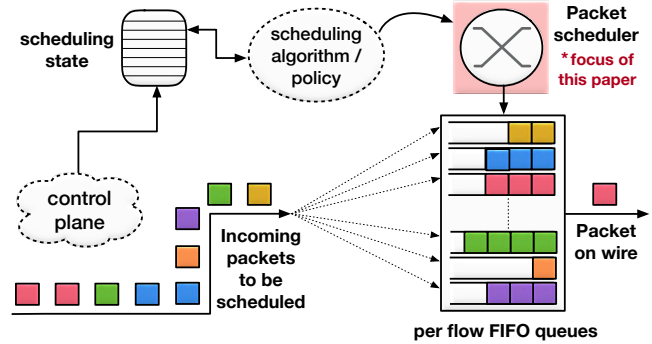 scheduling
state
scheduling
algorithm /
policy
Packet
scheduler
*focus of
this paper
control
plane
Incoming
packets
to be
scheduled
Packet
on wire
per flow FIFO queues